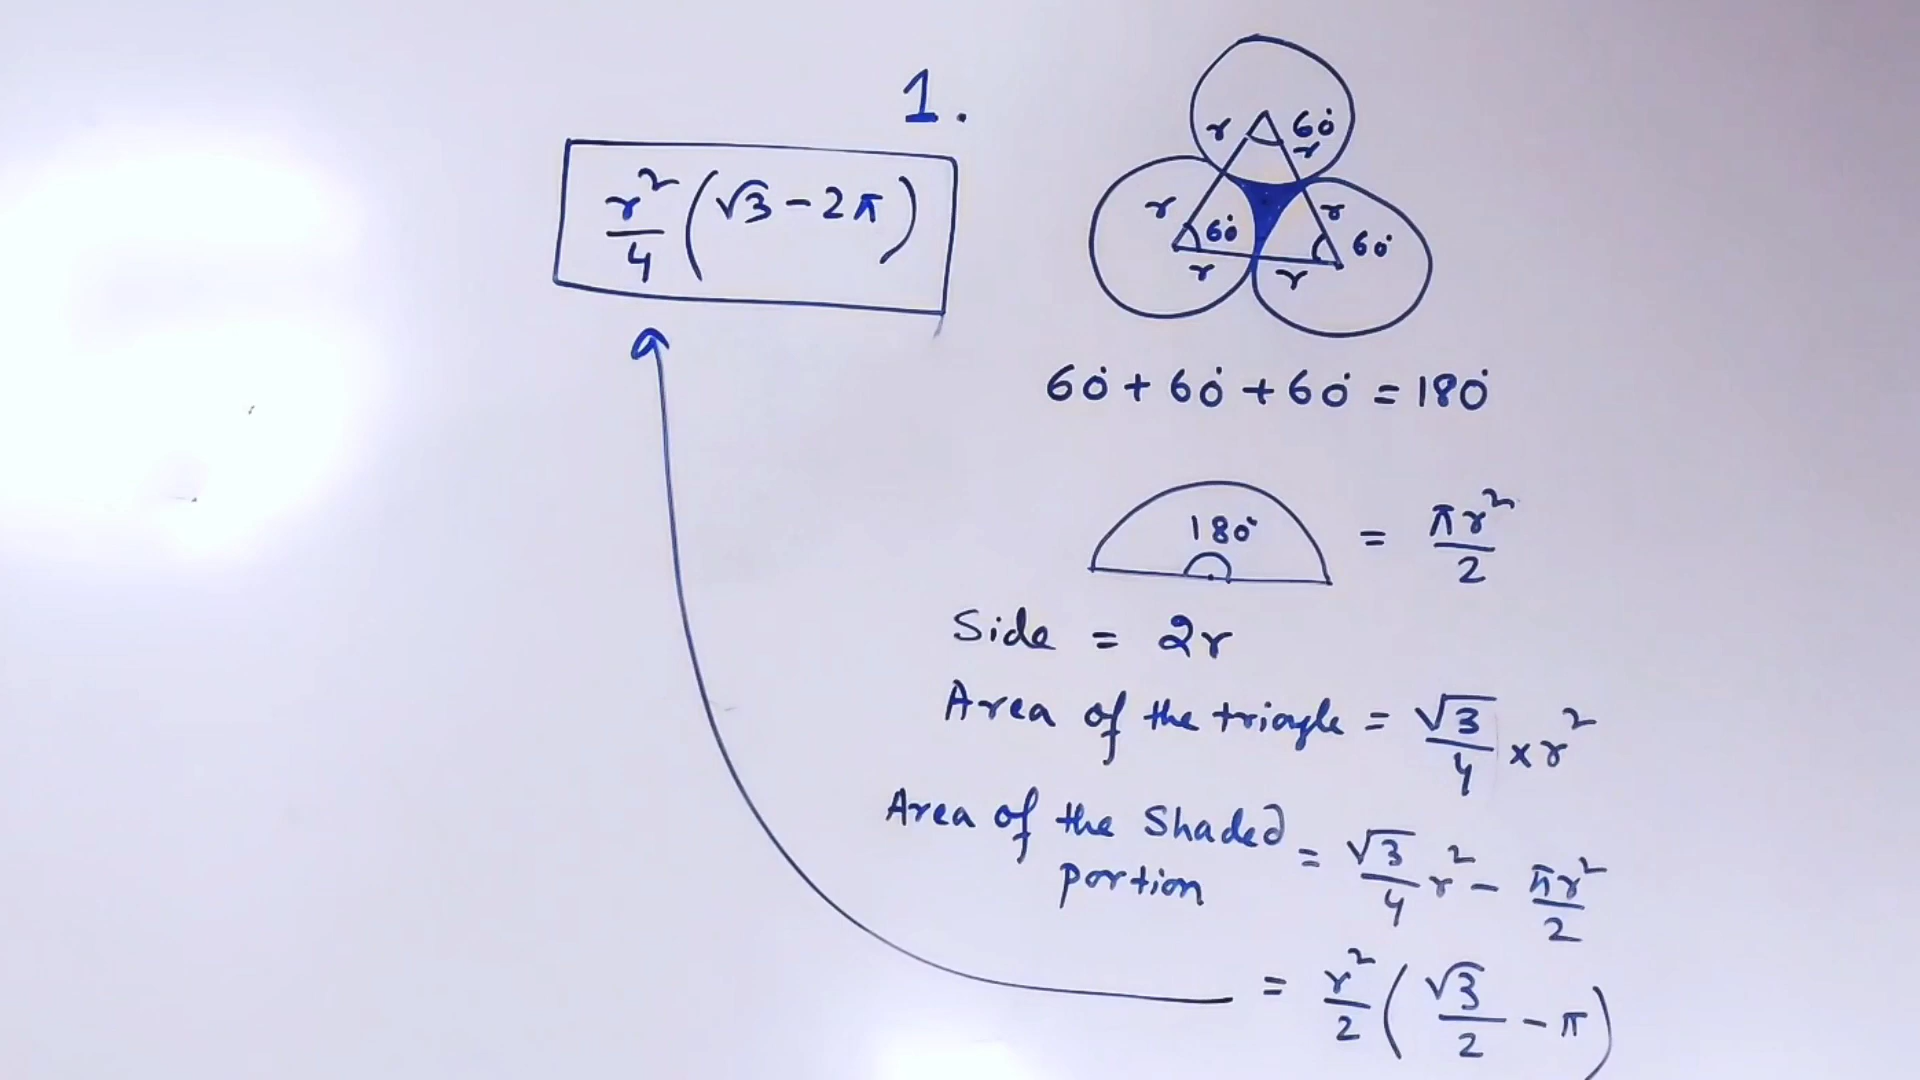 1.
r²/4 (√3 - 2π)
r 60° r
r 60° r 60°
r r
60° + 60° + 60° = 180°
180° = πr²/2
Side = 2r
Area of the triagle = √3/4 × r²
Area of the Shaded portion = √3/4 r² - πr²/2
= r²/2 (√3/2 - π)